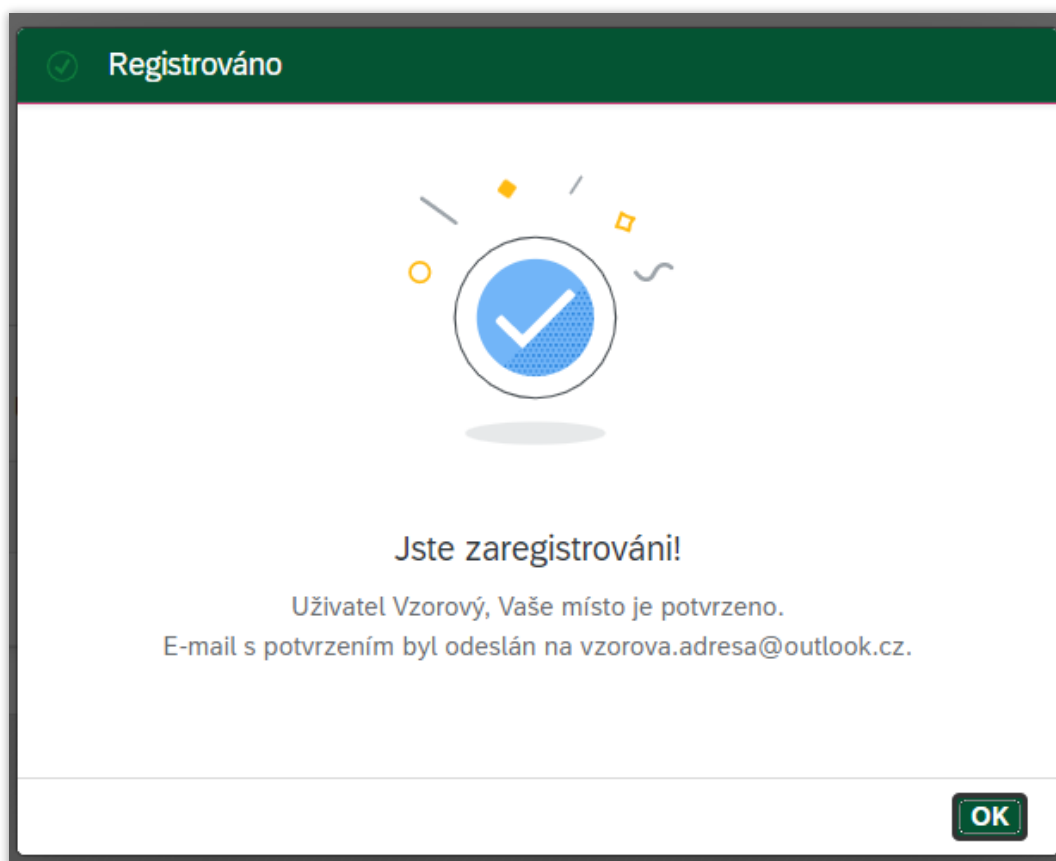 Registrováno
Jste zaregistrováni!
Uživatel Vzorový, Vaše místo je potvrzeno.
E-mail s potvrzením byl odeslán na vzorova.adresa@outlook.cz.
OK